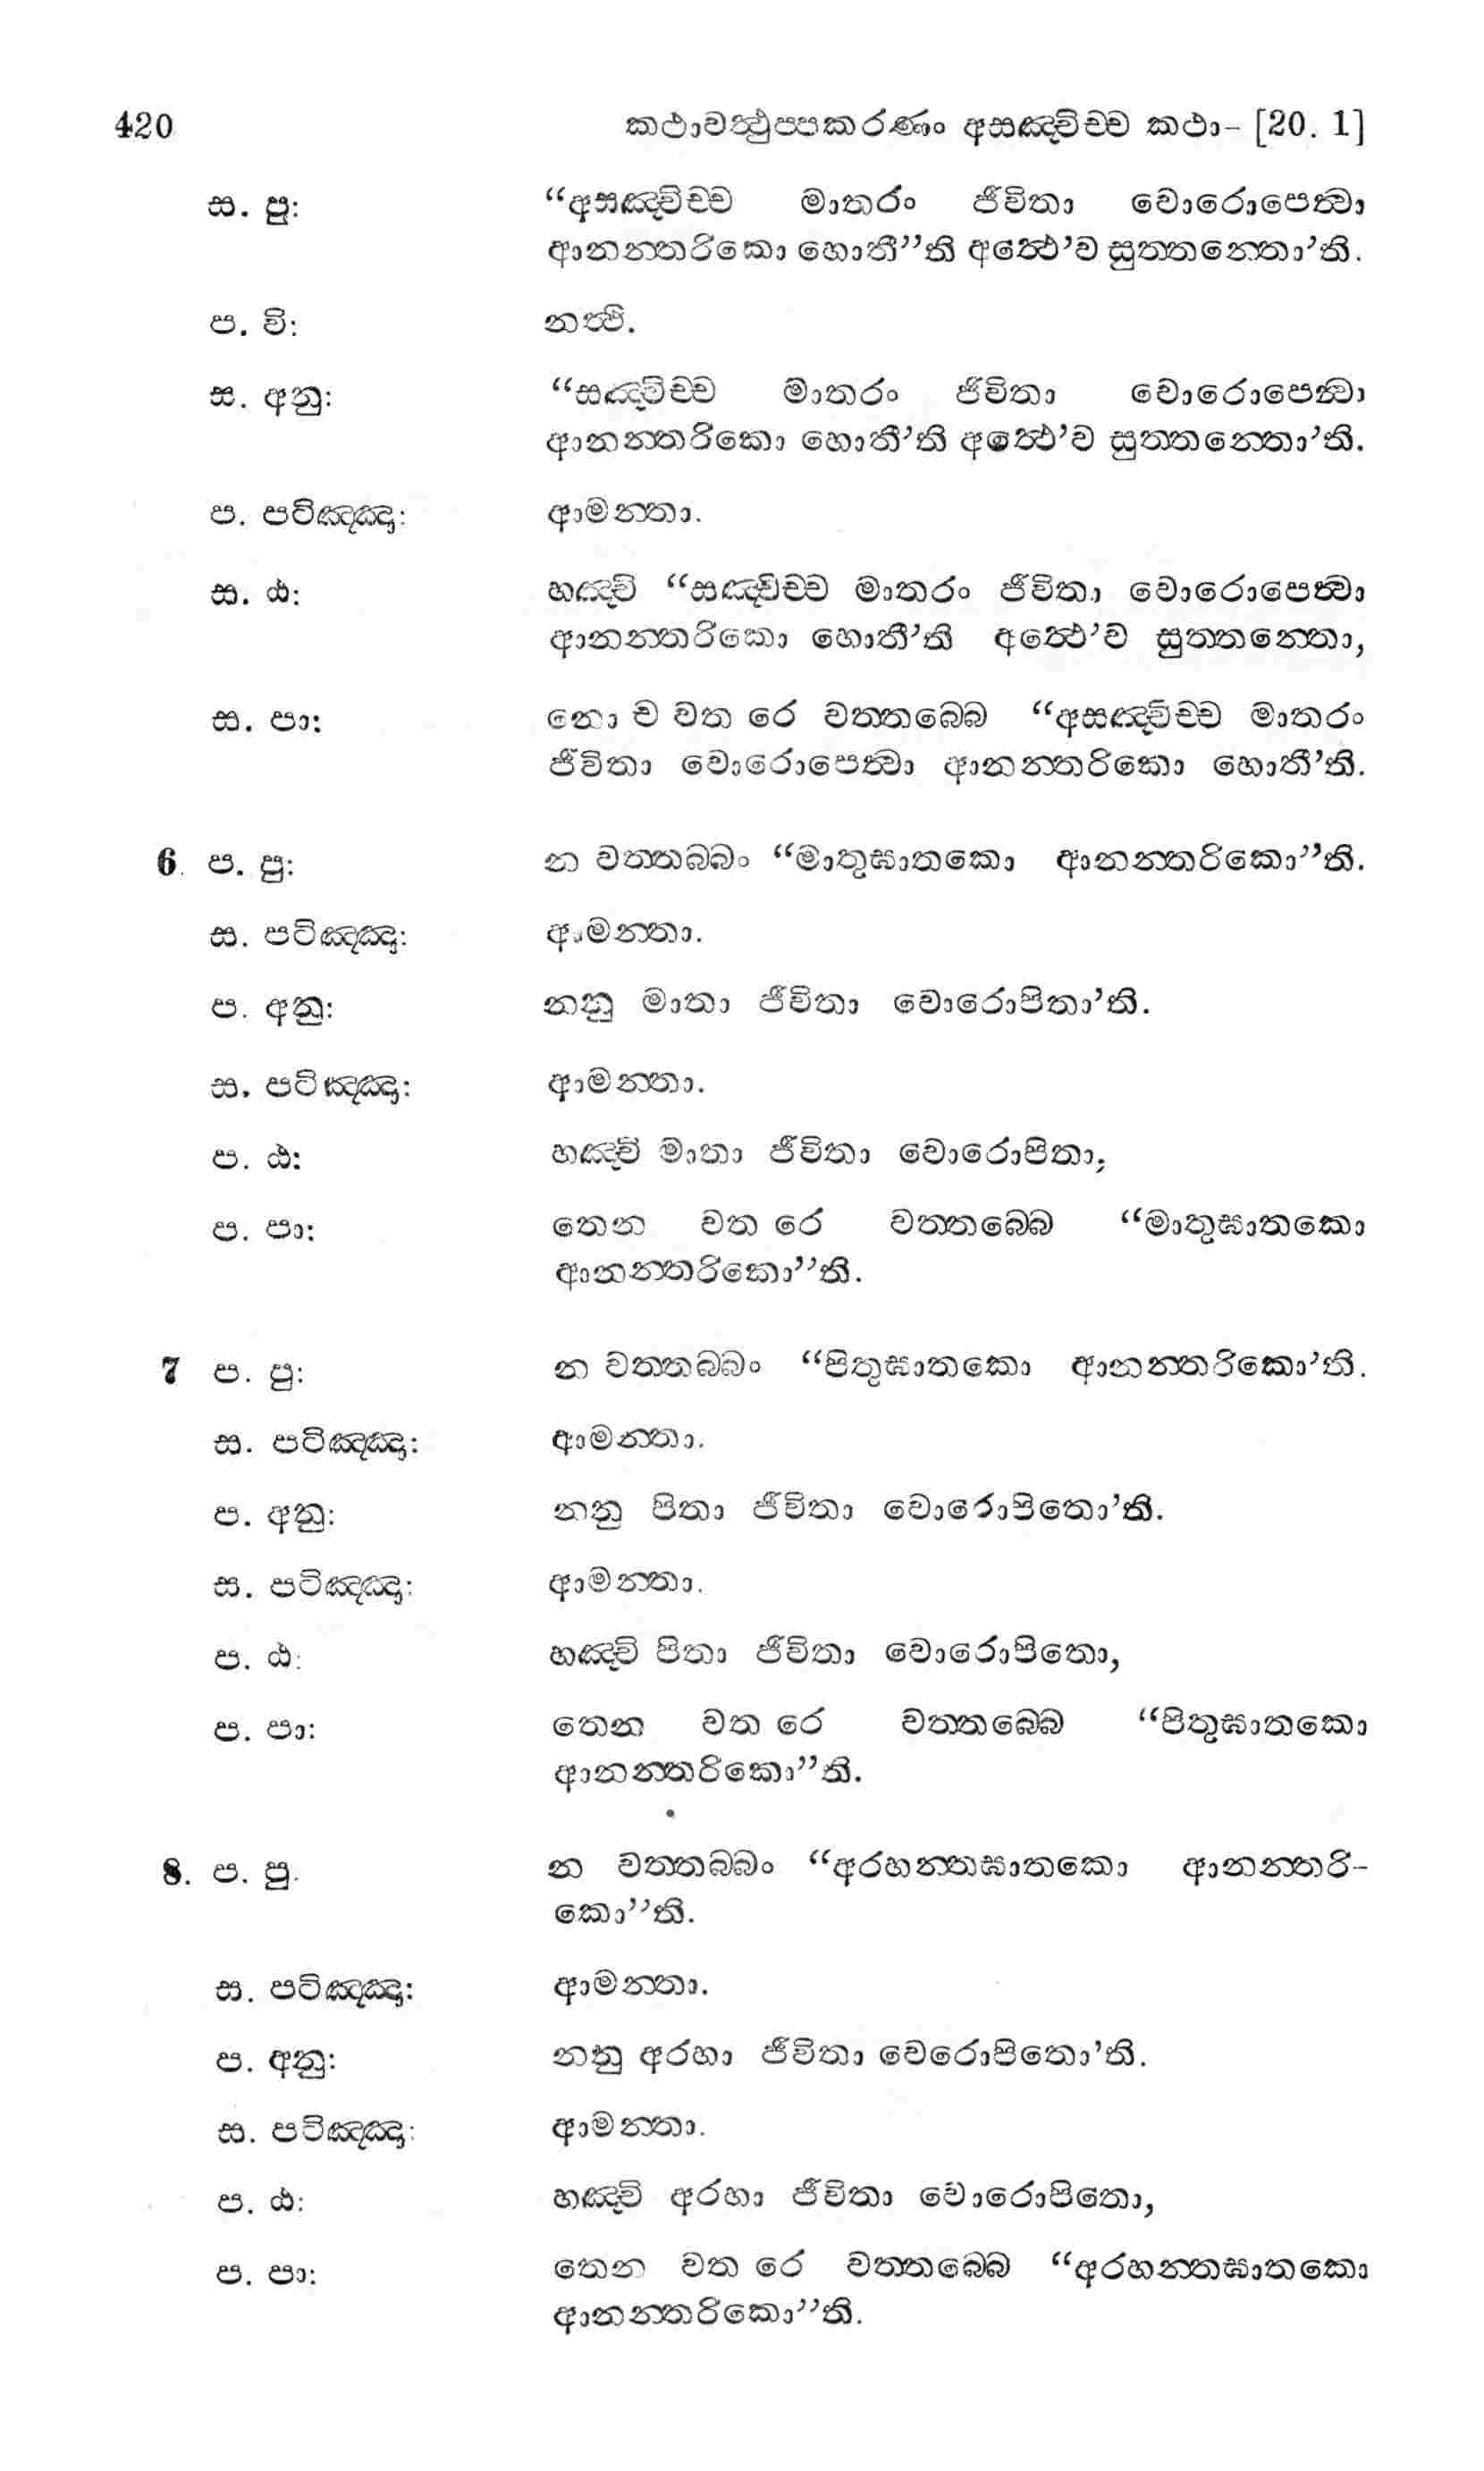 420 කථාවත්‍ථුප්පකරණං අසඤ්චිච්ච කථා- [20. 1]
ස. පු: “අසඤ්චිච්ච මාතරං ජීවිතා වොරොපෙත්‍වා
ආනන්‍තරිකො හොතී”ති අත්‍ථෙ’ව සුත්තන්‍තො’ති.
ප. වි: නත්‍ථි.
ස. අනු: “සඤ්චිච්ච මාතරං ජීවිතා වොරොපෙත්‍වා
ආනන්‍තරිකො හොතී’ති අත්‍ථෙ’ව සුත්තන්‍තො’ති.
ප. පටිඤ්ඤා: ආමන්‍තා.
ස. ඨ: හඤ්චි “සඤ්චිච්ච මාතරං ජීවිතා වොරොපෙත්‍වා
ආනන්‍තරිකො හොතී’ති අත්‍ථෙ’ව සුත්තන්‍තො,
ස. පා: නො ච වත රෙ වත්තබ්බෙ “අසඤ්චිච්ච මාතරං
ජීවිතා වොරොපෙත්‍වා ආනන්‍තරිකො හොතී’ති.
6. ප. පු: න වත්තබ්බං “මාතුඝාතකො ආනන්‍තරිකො”ති.
ස. පටිඤ්ඤා: ආමන්‍තා.
ප. අනු: නනු මාතා ජීවිතා වොරොපිතා’ති.
ස. පටිඤ්ඤා: ආමන්‍තා.
ප. ඨ: හඤ්චි මාතා ජීවිතා වොරොපිතා;
ප. පා: තෙන වත රෙ වත්තබ්බෙ “මාතුඝාතකො
ආනන්‍තරිකො”ති.
7 ප. පු: න වත්තබ්බං “පිතුඝාතකො ආනන්‍තරිකො’ති.
ස. පටිඤ්ඤා: ආමන්‍තා.
ප. අනු: නනු පිතා ජීවිතා වොරොපිතො’ති.
ස. පටිඤ්ඤා: ආමන්‍තා.
ප. ඨ: හඤ්චි පිතා ජීවිතා වොරොපිතො,
ප. පා: තෙන වත රෙ වත්තබ්බෙ “පිතුඝාතකො
ආනන්‍තරිකො”ති.
8. ප. පු. න වත්තබ්බං “අරහන්‍තඝාතකො ආනන්‍තරි-
කො”ති.
ස. පටිඤ්ඤා: ආමන්‍තා.
ප. අනු: නනු අරහා ජීවිතා වෙරොපිතො’ති.
ස. පටිඤ්ඤා: ආමන්‍තා.
ප. ඨ: හඤ්චි අරහා ජීවිතා වොරොපිතො,
ප. පා: තෙන වත රෙ වත්තබ්බෙ “අරහන්‍තඝාතකො
ආනන්‍තරිකො”ති.